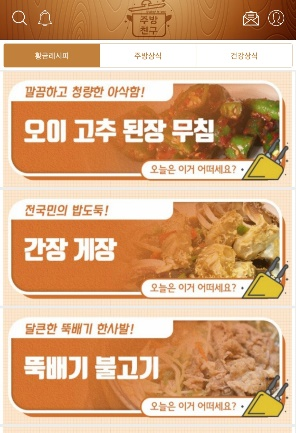 주방
친구
황금레시피
주방상식
건강상식
깔끔하고 청량한 아삭함!
오이 고추 된장 무침
오늘은 이거 어떠세요?
전국민의 밥도둑!
간장 게장
오늘은 이거 어떠세요?
달큰한 뚝배기 한사발!
뚝배기 불고기
오늘은 이거 어떠세요?